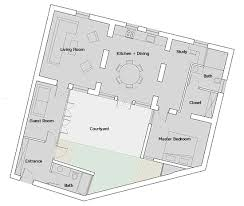 Living Room
Kitchen + Dining
Study
Bath
Closet
Guest Room
Courtyard
Master Bedroom
Entrance
Bath